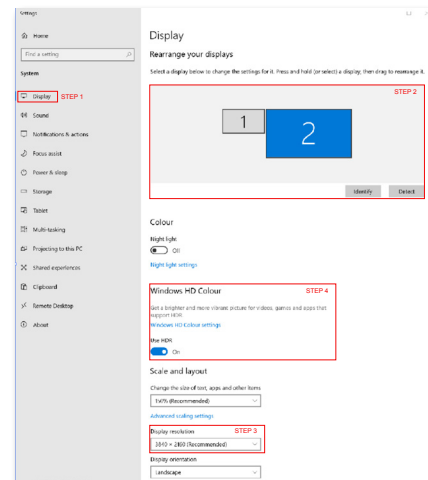 Settings
Home
Find a setting
System
Display STEP 1
Sound
Notifications & actions
Focus assist
Power & sleep
Storage
Tablet
Multi-tasking
Projecting to this PC
Shared experiences
Clipboard
Remote Desktop
About
Display
Rearrange your displays
Select a display below to change the settings for it. Press and hold (or select) a display, then drag to rearrange it.
STEP 2
1 2
Identify Detect
Colour
Night light
Off
Night light settings
Windows HD Colour STEP 4
Get a brighter and more vibrant picture for videos, games and apps that
support HDR.
Windows HD Colour settings
Use HDR
On
Scale and layout
Change the size of text, apps and other items
150% (Recommended)
Advanced scaling settings
Display resolution STEP 3
3840 × 2160 (Recommended)
Display orientation
Landscape